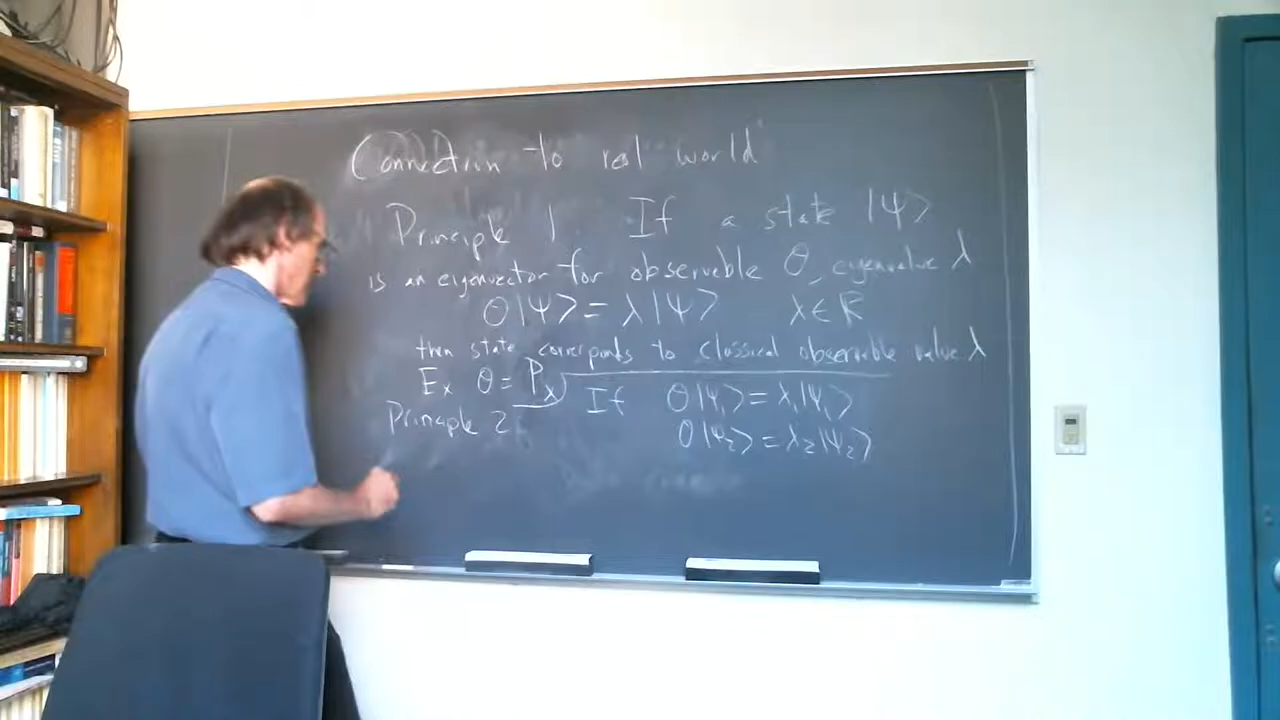 Connection to "real world"
Principle 1. If a state |ψ>
is an eigenvector for observable O, eigenvalue λ
O|ψ> = λ|ψ> λ ∈ R
then state corresponds to classical observable value λ
Ex O = Px
Principle 2 If O|ψ₁> = λ₁|ψ₁>
O|ψ₂> = λ₂|ψ₂>